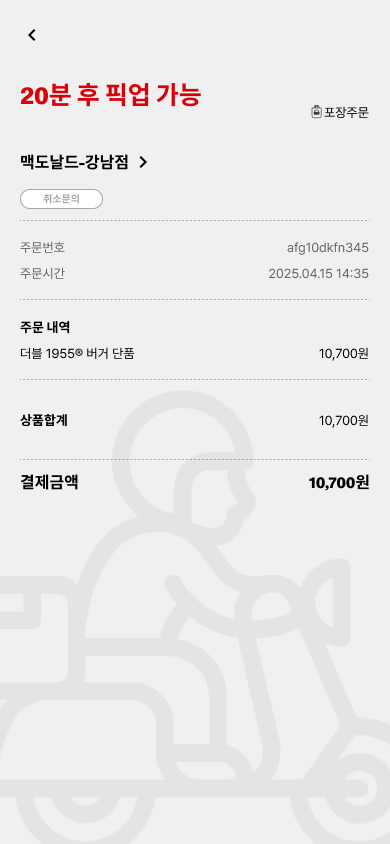 20분 후 픽업 가능
포장주문
맥도날드-강남점
취소문의
주문번호 afg10dkfn345
주문시간 2025.04.15 14:35
주문 내역
더블 1955® 버거 단품 10,700원
상품합계 10,700원
결제금액 10,700원